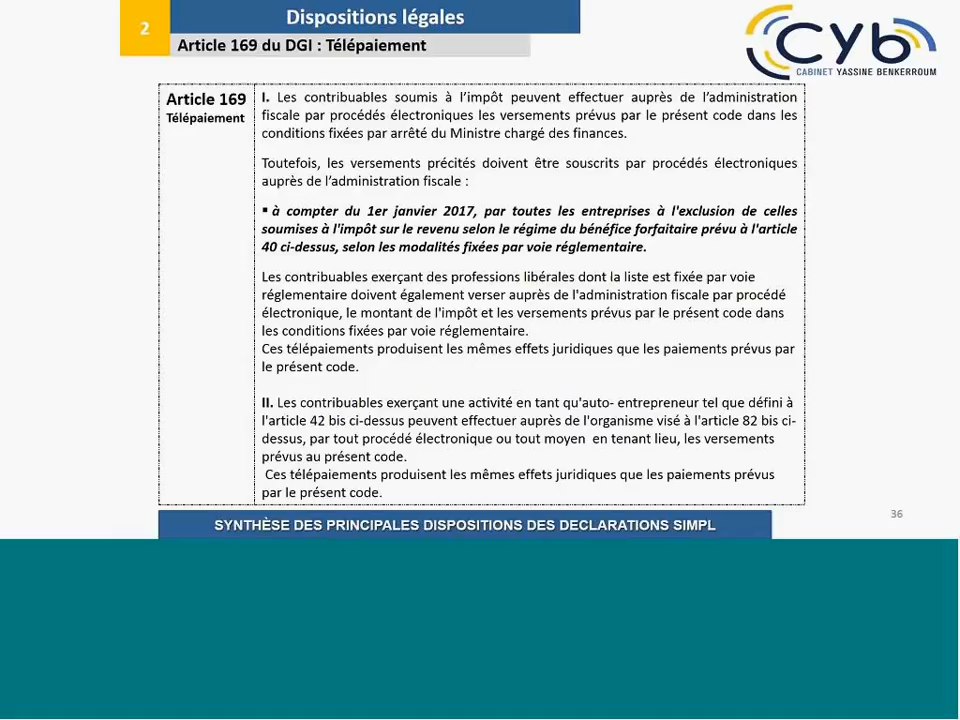 2
Dispositions légales
Article 169 du DGI : Télépaiement
CYb
CABINET YASSINE BENKERROUM
Article 169
Télépaiement
I. Les contribuables soumis à l'impôt peuvent effectuer auprès de l'administration
fiscale par procédés électroniques les versements prévus par le présent code dans les
conditions fixées par arrêté du Ministre chargé des finances.
Toutefois, les versements précités doivent être souscrits par procédés électroniques
auprès de l'administration fiscale :
▪ à compter du 1er janvier 2017, par toutes les entreprises à l'exclusion de celles
soumises à l'impôt sur le revenu selon le régime du bénéfice forfaitaire prévu à l'article
40 ci-dessus, selon les modalités fixées par voie réglementaire.
Les contribuables exerçant des professions libérales dont la liste est fixée par voie
réglementaire doivent également verser auprès de l'administration fiscale par procédé
électronique, le montant de l'impôt et les versements prévus par le présent code dans
les conditions fixées par voie réglementaire.
Ces télépaiements produisent les mêmes effets juridiques que les paiements prévus par
le présent code.
II. Les contribuables exerçant une activité en tant qu'auto- entrepreneur tel que défini à
l'article 42 bis ci-dessus peuvent effectuer auprès de l'organisme visé à l'article 82 bis ci-
dessus, par tout procédé électronique ou tout moyen en tenant lieu, les versements
prévus au présent code.
Ces télépaiements produisent les mêmes effets juridiques que les paiements prévus
par le présent code.
36
SYNTHÈSE DES PRINCIPALES DISPOSITIONS DES DECLARATIONS SIMPL